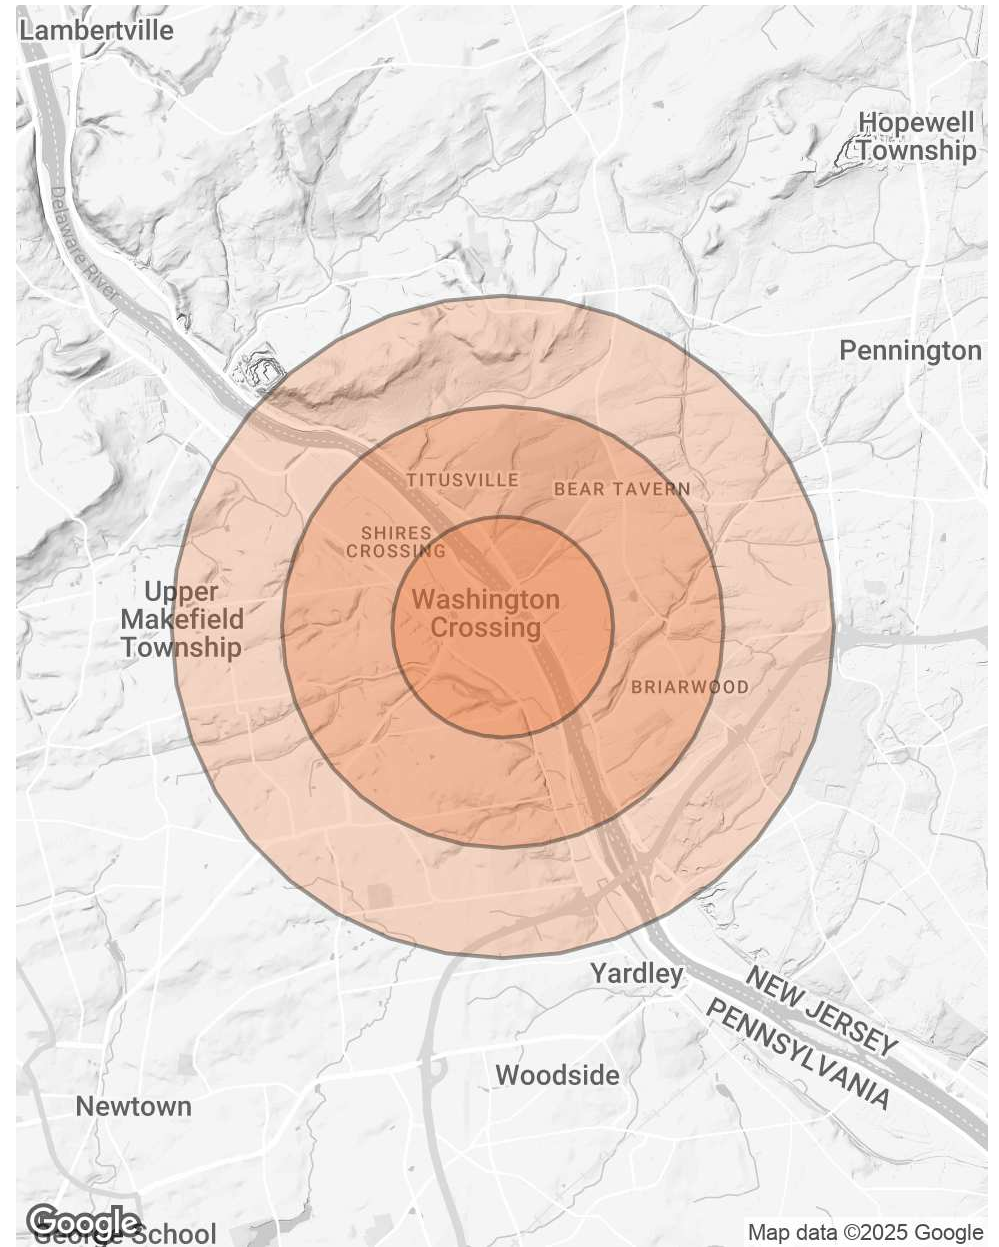 Lambertville
Hopewell
Township
Delaware River
Pennington
TITUSVILLE
BEAR TAVERN
SHIRES
CROSSING
Upper
Makefield
Township
Washington
Crossing
BRIARWOOD
Yardley
NEW JERSEY
PENNSYLVANIA
Woodside
Newtown
Google
George School
Map data ©2025 Google